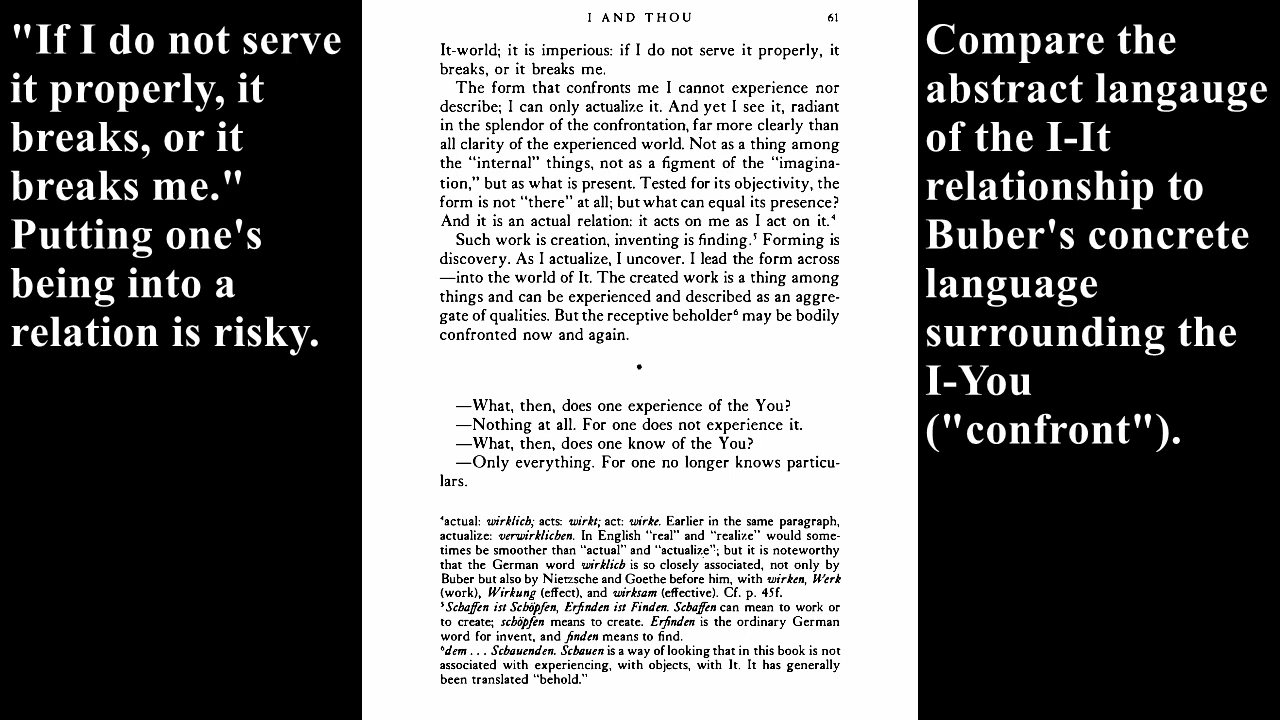 "If I do not serve
it properly, it
breaks, or it
breaks me."
Putting one's
being into a
relation is risky.
I AND THOU 61
It-world; it is imperious: if I do not serve it properly, it
breaks, or it breaks me.
The form that confronts me I cannot experience nor
describe; I can only actualize it. And yet I see it, radiant
in the splendor of the confrontation, far more clearly than
all clarity of the experienced world. Not as a thing among
the “internal” things, not as a figment of the “imagina-
tion,” but as what is present. Tested for its objectivity, the
form is not “there” at all; but what can equal its presence?
And it is an actual relation: it acts on me as I act on it.⁴
Such work is creation, inventing is finding.⁵ Forming is
discovery. As I actualize, I uncover. I lead the form across
—into the world of It. The created work is a thing among
things and can be experienced and described as an aggre-
gate of qualities. But the receptive beholder⁶ may be bodily
confronted now and again.
•
—What, then, does one experience of the You?
—Nothing at all. For one does not experience it.
—What, then, does one know of the You?
—Only everything. For one no longer knows particu-
lars.
⁴actual: wirklich; acts: wirkt; act: wirke. Earlier in the same paragraph,
actualize: verwirklichen. In English “real” and “realize” would some-
times be smoother than “actual” and “actualize”; but it is noteworthy
that the German word wirklich is so closely associated, not only by
Buber but also by Nietzsche and Goethe before him, with wirken, Werk
(work), Wirkung (effect), and wirksam (effective). Cf. p. 45f.
⁵Schaffen ist Schöpfen, Erfinden ist Finden. Schaffen can mean to work or
to create; schöpfen means to create. Erfinden is the ordinary German
word for invent, and finden means to find.
⁶dem . . . Schauenden. Schauen is a way of looking that in this book is not
associated with experiencing, with objects, with It. It has generally
been translated “behold.”
Compare the
abstract langauge
of the I-It
relationship to
Buber's concrete
language
surrounding the
I-You
("confront").